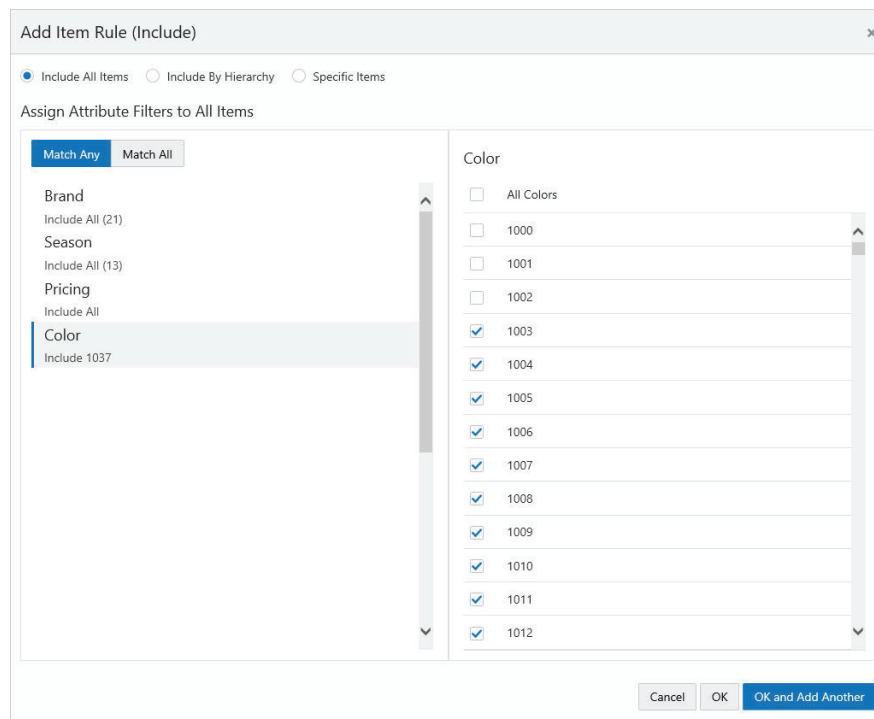 Add Item Rule (Include)
Include All Items Include By Hierarchy Specific Items
Assign Attribute Filters to All Items
Match Any Match All
Brand
Include All (21)
Season
Include All (13)
Pricing
Include All
Color
Include 1037
Color
All Colors
1000
1001
1002
1003
1004
1005
1006
1007
1008
1009
1010
1011
1012
Cancel OK OK and Add Another